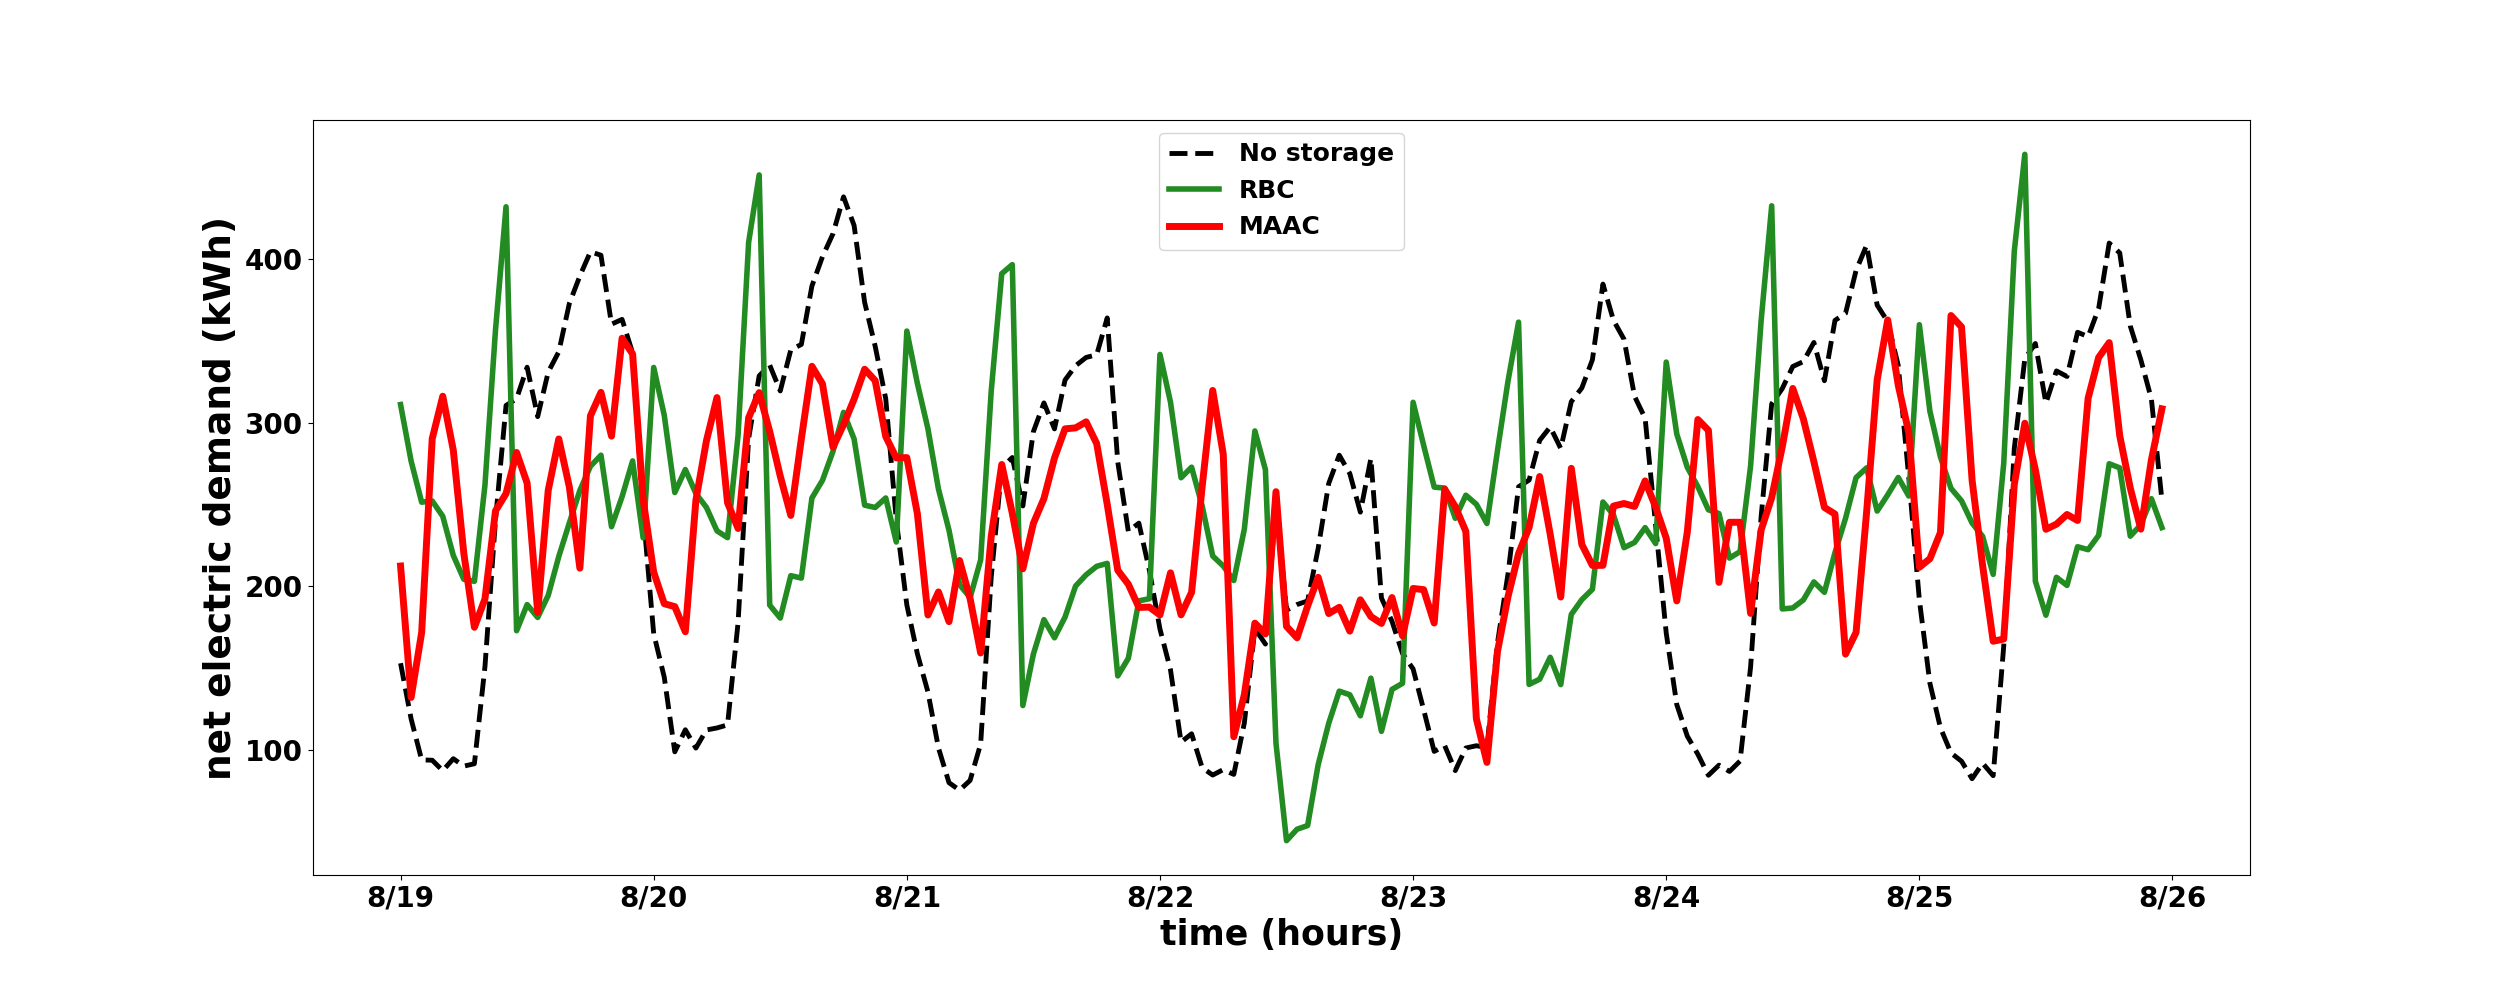 No storage
RBC
MAAC
net electric demand (kWh)
400
300
200
100
8/19 8/20 8/21 8/22 8/23 8/24 8/25 8/26
time (hours)